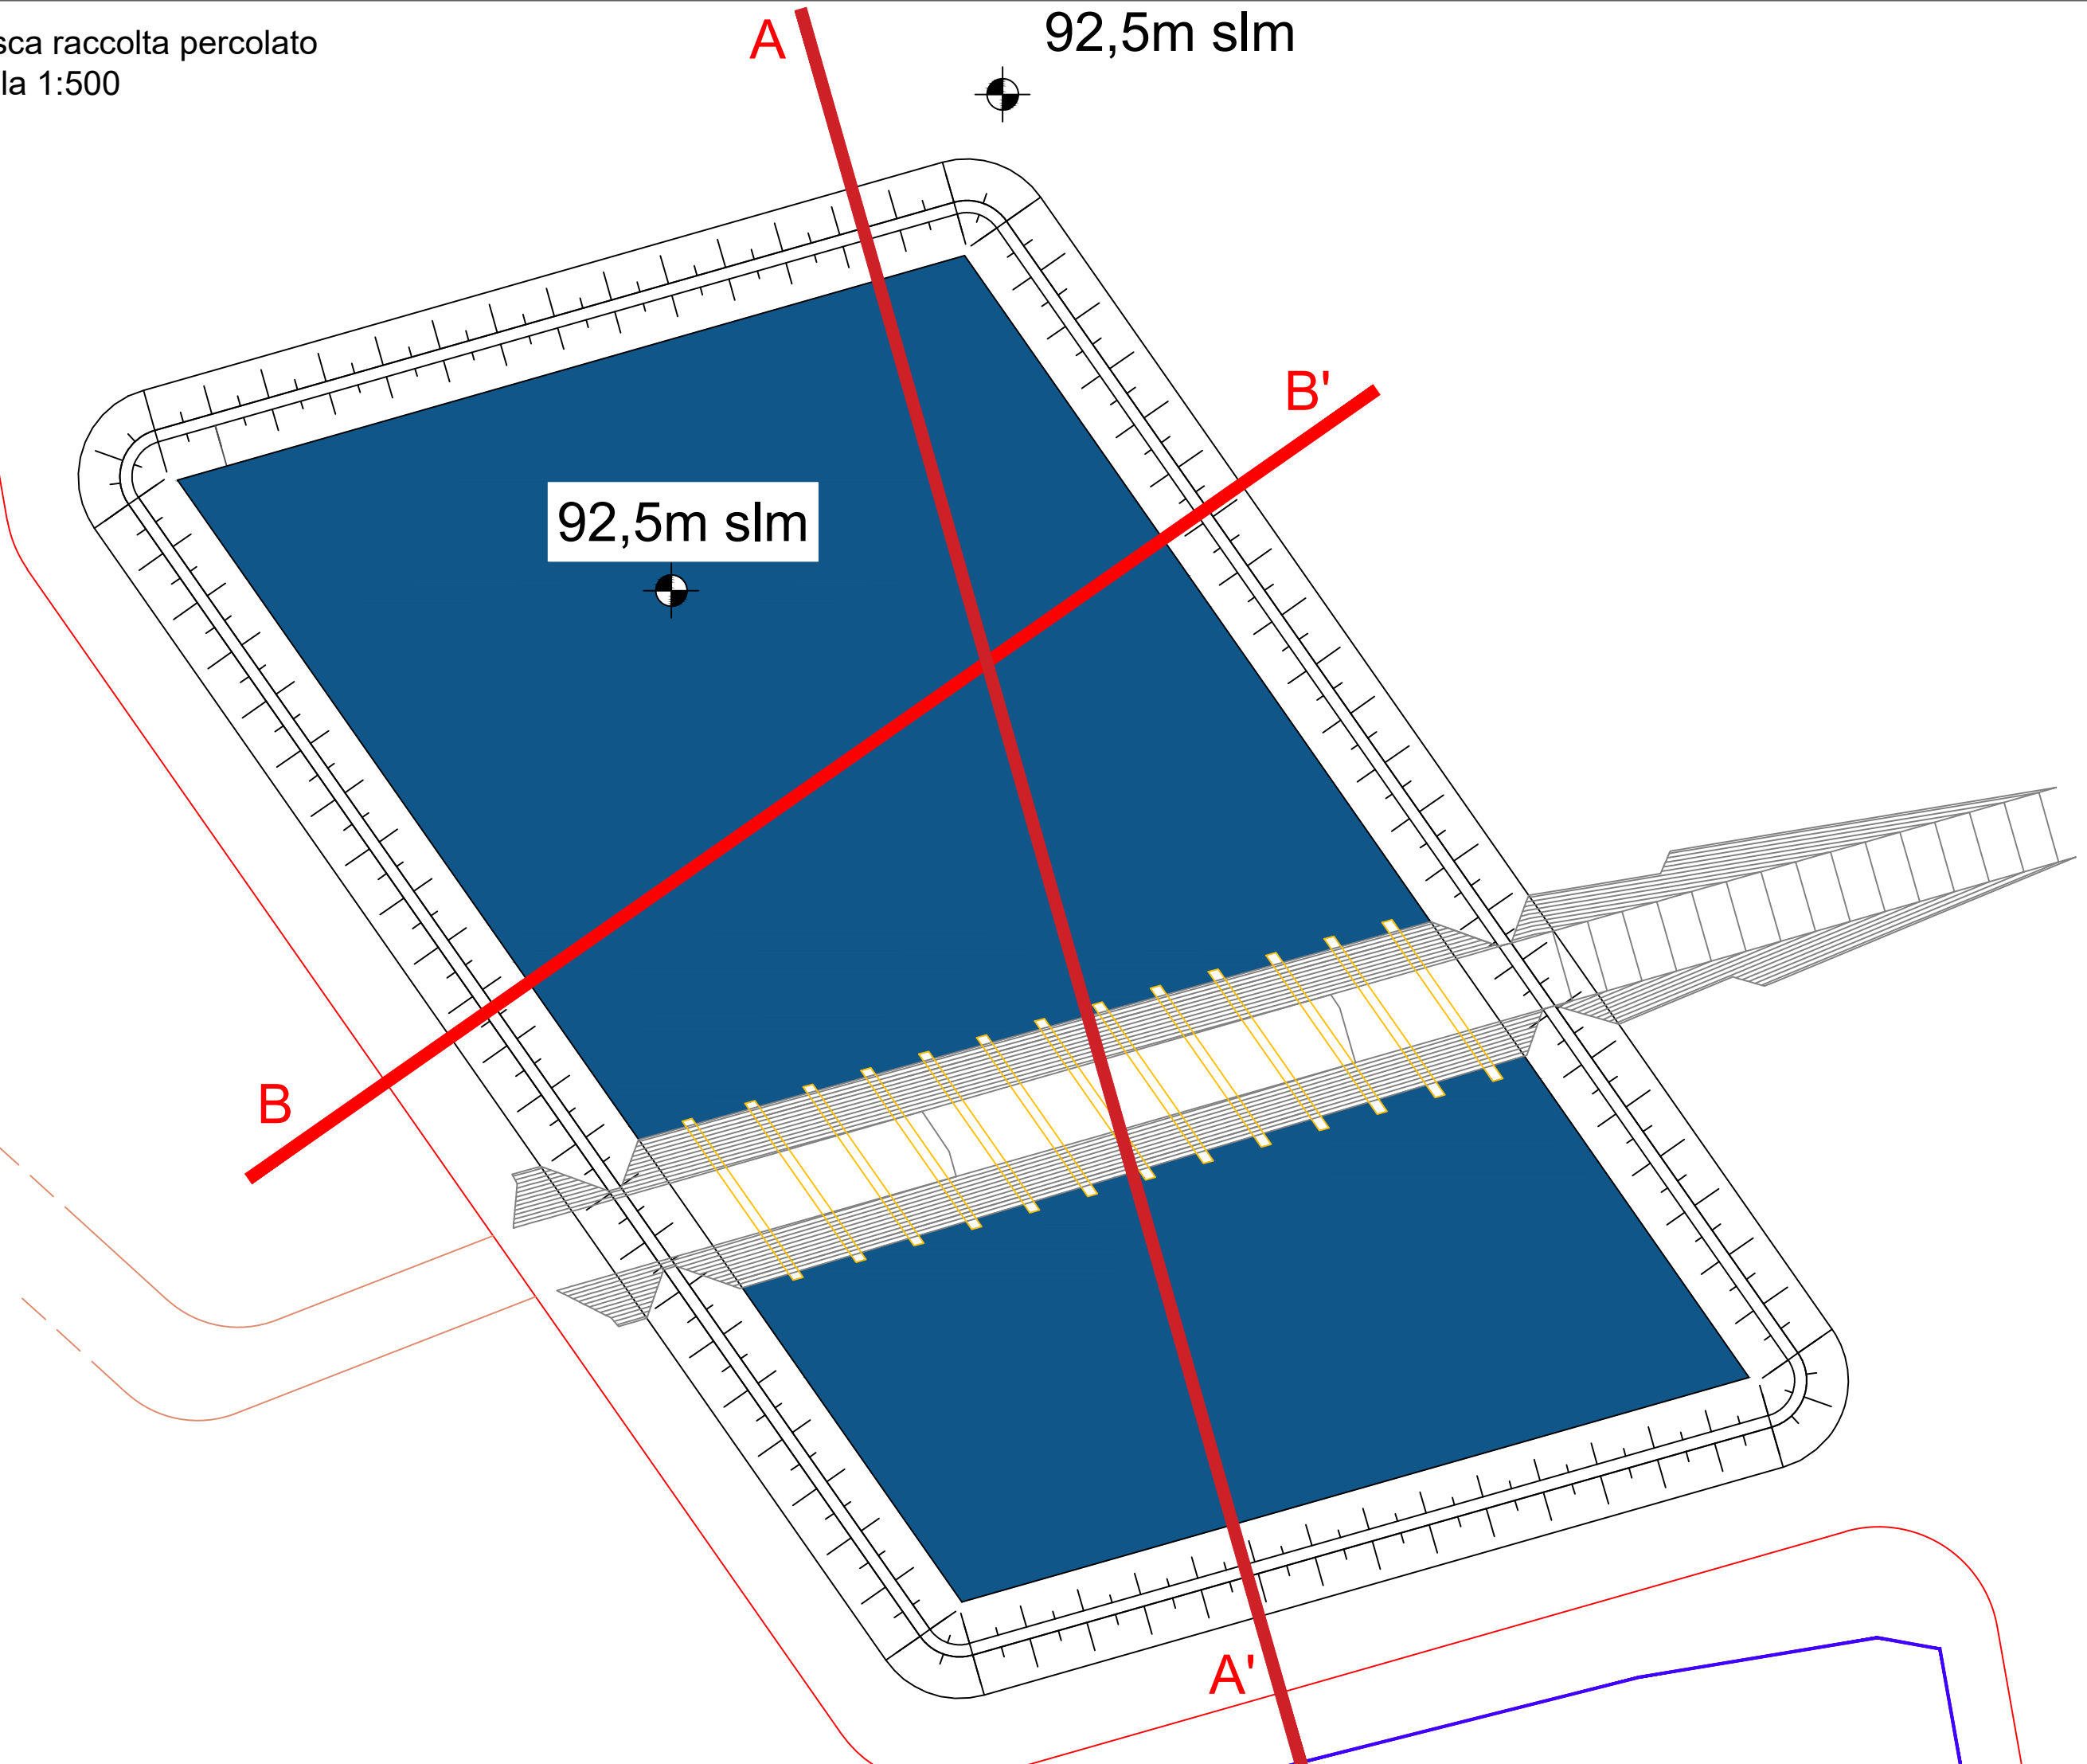 sca raccolta percolato
la 1:500
A
92,5m slm
B'
92,5m slm
B
A'